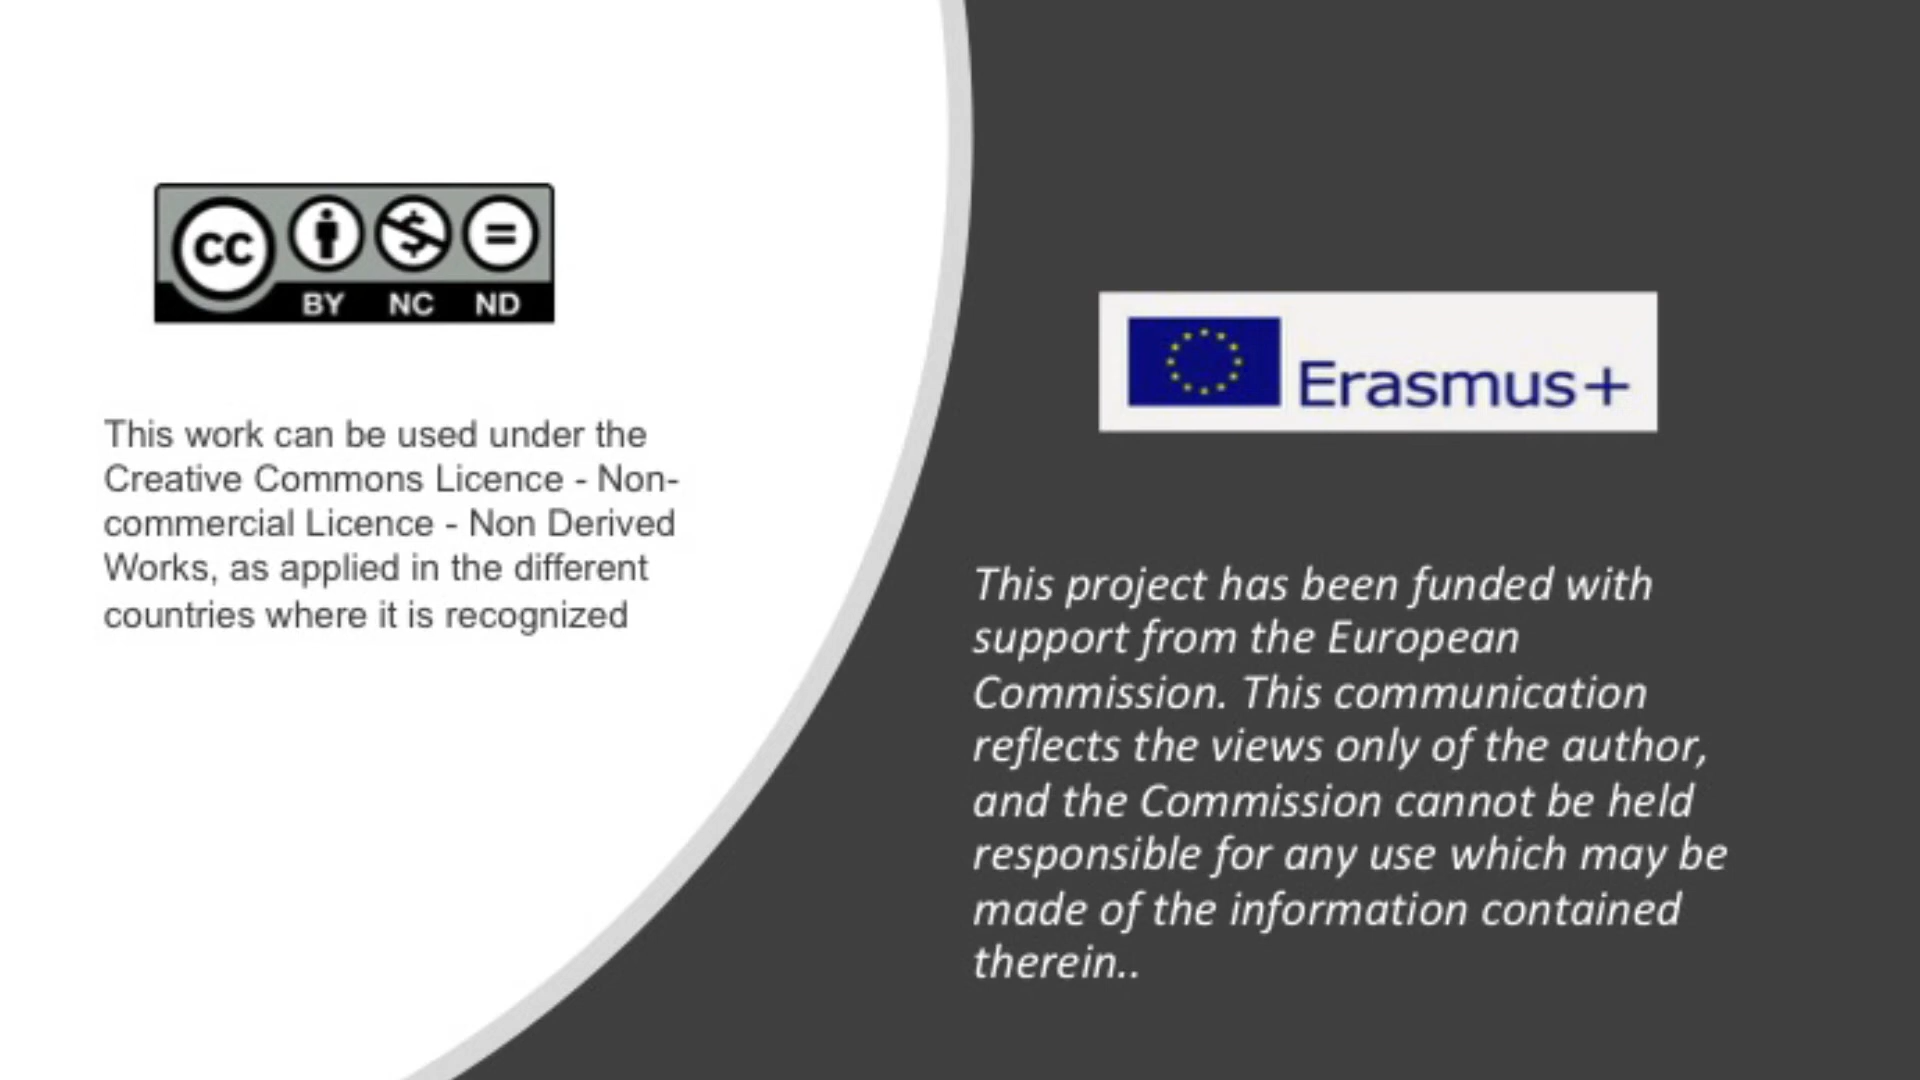 CC
BY NC ND
This work can be used under the
Creative Commons Licence - Non-
commercial Licence - Non Derived
Works, as applied in the different
countries where it is recognized
Erasmus+
This project has been funded with
support from the European
Commission. This communication
reflects the views only of the author,
and the Commission cannot be held
responsible for any use which may be
made of the information contained
therein..